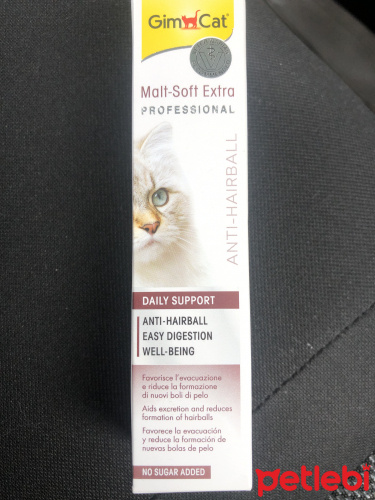 GimCat
Malt-Soft Extra
PROFESSIONAL
ANTI-HAIRBALL
DAILY SUPPORT
ANTI-HAIRBALL
EASY DIGESTION
WELL-BEING
Favorisce l'evacuazione
e riduce la formazione
di nuovi boli di pelo
Aids excretion and reduces
formation of hairballs
Favorece la evacuación
y reduce la formación de
nuevas bolas de pelo
NO SUGAR ADDED
petlebi